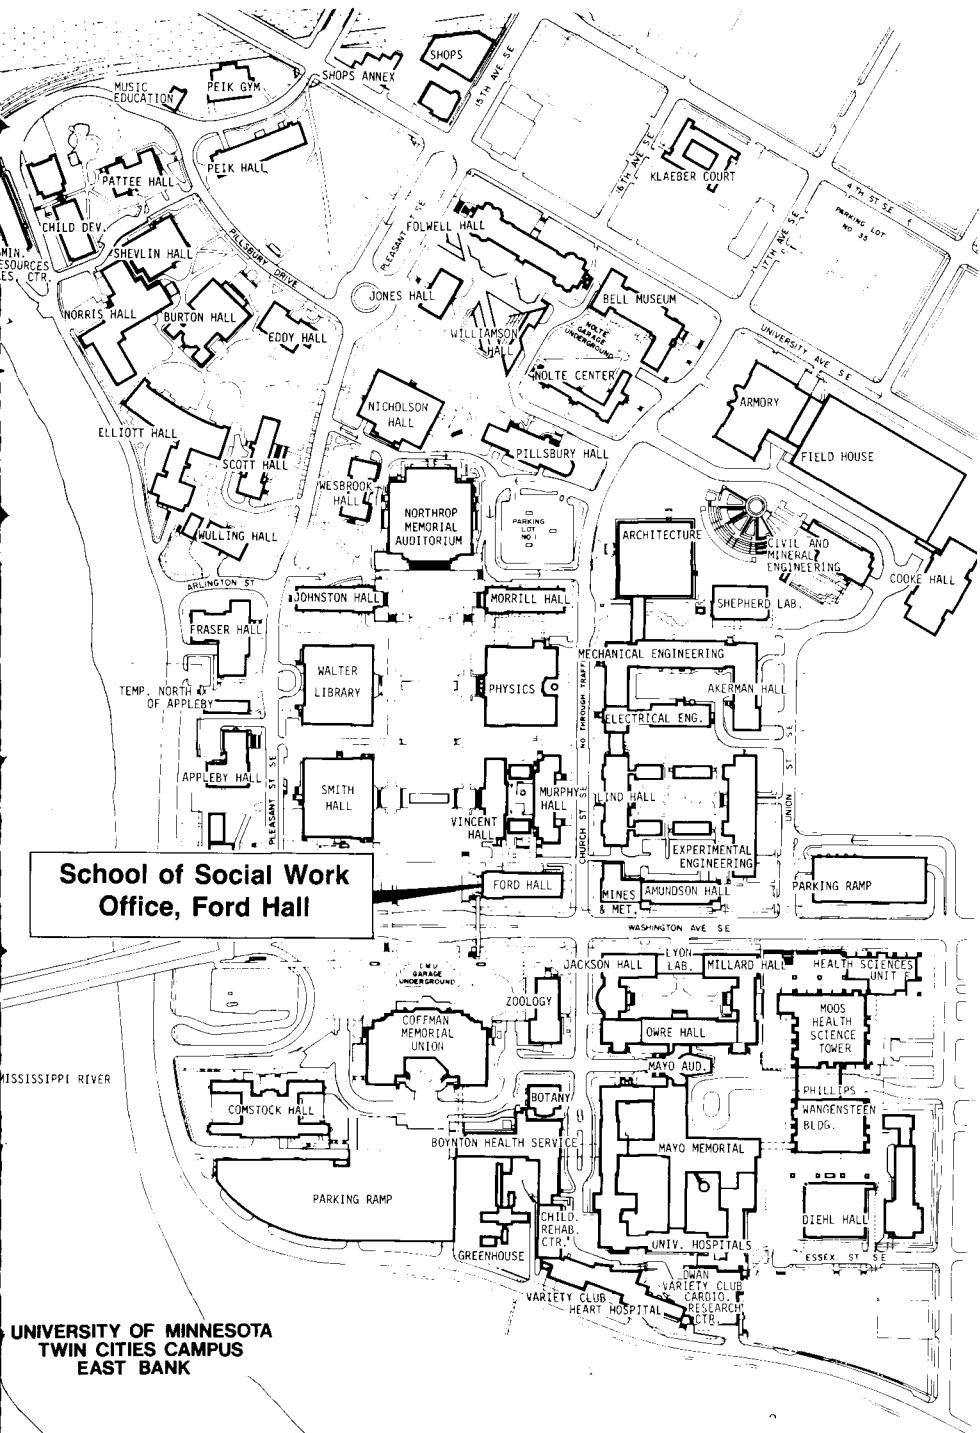 SHOPS
SHOPS ANNEX
15TH AVE SE
MUSIC
EDUCATION
PEIK GYM
PEIK HALL
16TH AVE SE
KLAEBER COURT
4 TH ST SE
PARKING LOT
NO 35
17TH AVE SE
PATTEE HALL
CHILD DEV.
SHEVLIN HALL
PILLSBURY DRIVE
PLEASANT ST SE
FOLWELL HALL
MIN.
ESOURCES
ES. CTR.
NORRIS HALL
BURTON HALL
EDDY HALL
JONES HALL
WILLIAMSON
HALL
BELL MUSEUM
NOLTE
GARAGE
UNDERGROUND
UNIVERSITY AVE SE
NOLTE CENTER
NICHOLSON
HALL
ARMORY
FIELD HOUSE
ELLIOTT HALL
SCOTT HALL
PILLSBURY HALL
WESBROOK
HALL
NORTHROP
MEMORIAL
AUDITORIUM
PARKING
LOT
NO 1
ARCHITECTURE
CIVIL AND
MINERAL
ENGINEERING
COOKE HALL
WULLING HALL
ARLINGTON ST
JOHNSTON HALL
MORRILL HALL
SHEPHERD LAB.
FRASER HALL
MECHANICAL ENGINEERING
WALTER
LIBRARY
PHYSICS
NO THROUGH TRAFFI
AKERMAN HALL
TEMP. NORTH
OF APPLEBY
ELECTRICAL ENG.
APPLEBY HALL
PLEASANT ST SE
SMITH
HALL
VINCENT
HALL
MURPHY
HALL
CHURCH ST SE
LIND HALL
UNION ST SE
EXPERIMENTAL
ENGINEERING
School of Social Work
Office, Ford Hall
FORD HALL
MINES
& MET.
AMUNDSON HALL
PARKING RAMP
WASHINGTON AVE SE
GARAGE
UNDERGROUND
JACKSON HALL
LYON
LAB.
MILLARD HALL
HEALTH SCIENCES
UNIT F
ZOOLOGY
COFFMAN
MEMORIAL
UNION
OWRE HALL
MOOS
HEALTH
SCIENCE
TOWER
MAYO AUD.
MISSISSIPPI RIVER
COMSTOCK HALL
BOTANY
PHILLIPS
WANGENSTEEN
BLDG.
BOYNTON HEALTH SERVICE
MAYO MEMORIAL
PARKING RAMP
GREENHOUSE
CHILD.
REHAB.
CTR.
UNIV. HOSPITALS
DIEHL HALL
ESSEX ST SE
VARIETY CLUB
HEART HOSPITAL
DWAN
VARIETY CLUB
CARDIO.
RESEARCH
CTR.
UNIVERSITY OF MINNESOTA
TWIN CITIES CAMPUS
EAST BANK